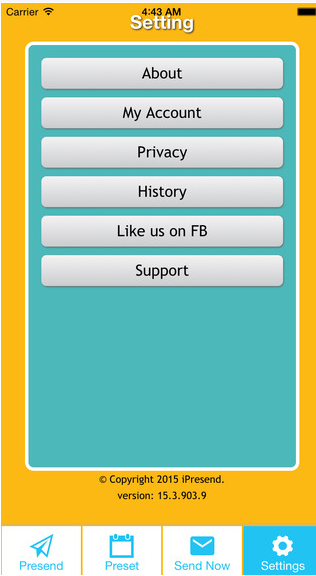 Carrier 4:43 AM
Setting
About
My Account
Privacy
History
Like us on FB
Support
© Copyright 2015 iPresend.
version: 15.3.903.9
Presend Preset Send Now Settings